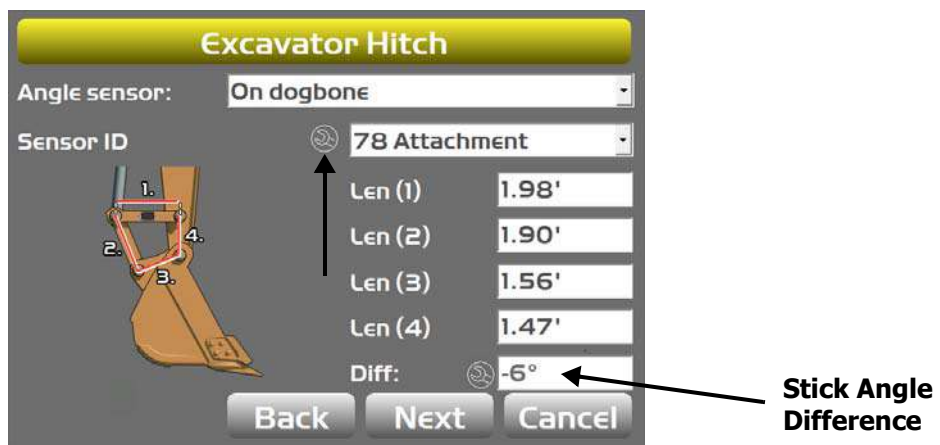 Excavator Hitch
Angle sensor: On dogbone
Sensor ID 78 Attachment
1.
2.
3.
4.
Len (1) 1.98'
Len (2) 1.90'
Len (3) 1.56'
Len (4) 1.47'
Diff: -6°
Back Next Cancel
Stick Angle
Difference